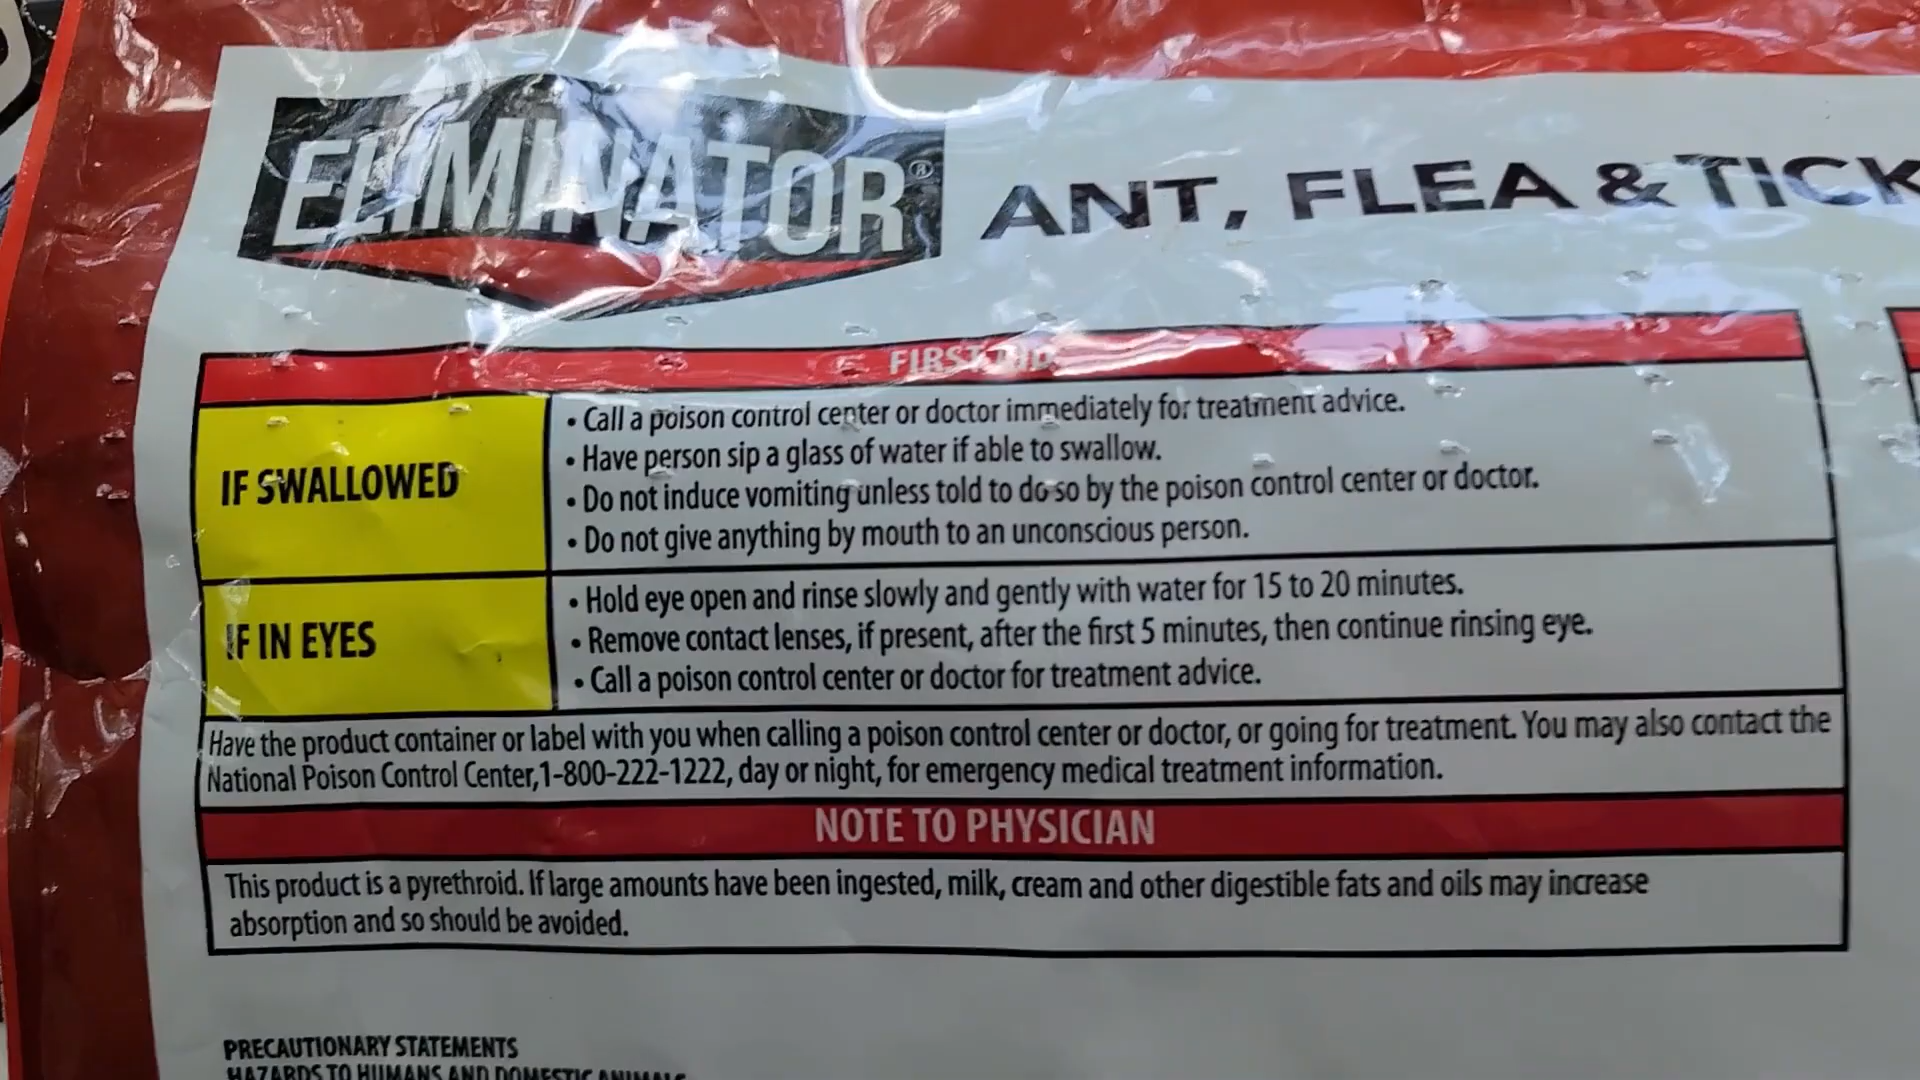 ELIMINATOR® ANT, FLEA & TICK
FIRST AID
IF SWALLOWED
• Call a poison control center or doctor immediately for treatment advice.
• Have person sip a glass of water if able to swallow.
• Do not induce vomiting unless told to do so by the poison control center or doctor.
• Do not give anything by mouth to an unconscious person.
IF IN EYES
• Hold eye open and rinse slowly and gently with water for 15 to 20 minutes.
• Remove contact lenses, if present, after the first 5 minutes, then continue rinsing eye.
• Call a poison control center or doctor for treatment advice.
Have the product container or label with you when calling a poison control center or doctor, or going for treatment. You may also contact the
National Poison Control Center,1-800-222-1222, day or night, for emergency medical treatment information.
NOTE TO PHYSICIAN
This product is a pyrethroid. If large amounts have been ingested, milk, cream and other digestible fats and oils may increase
absorption and so should be avoided.
PRECAUTIONARY STATEMENTS
HAZARDS TO HUMANS AND DOMESTIC ANIMALS